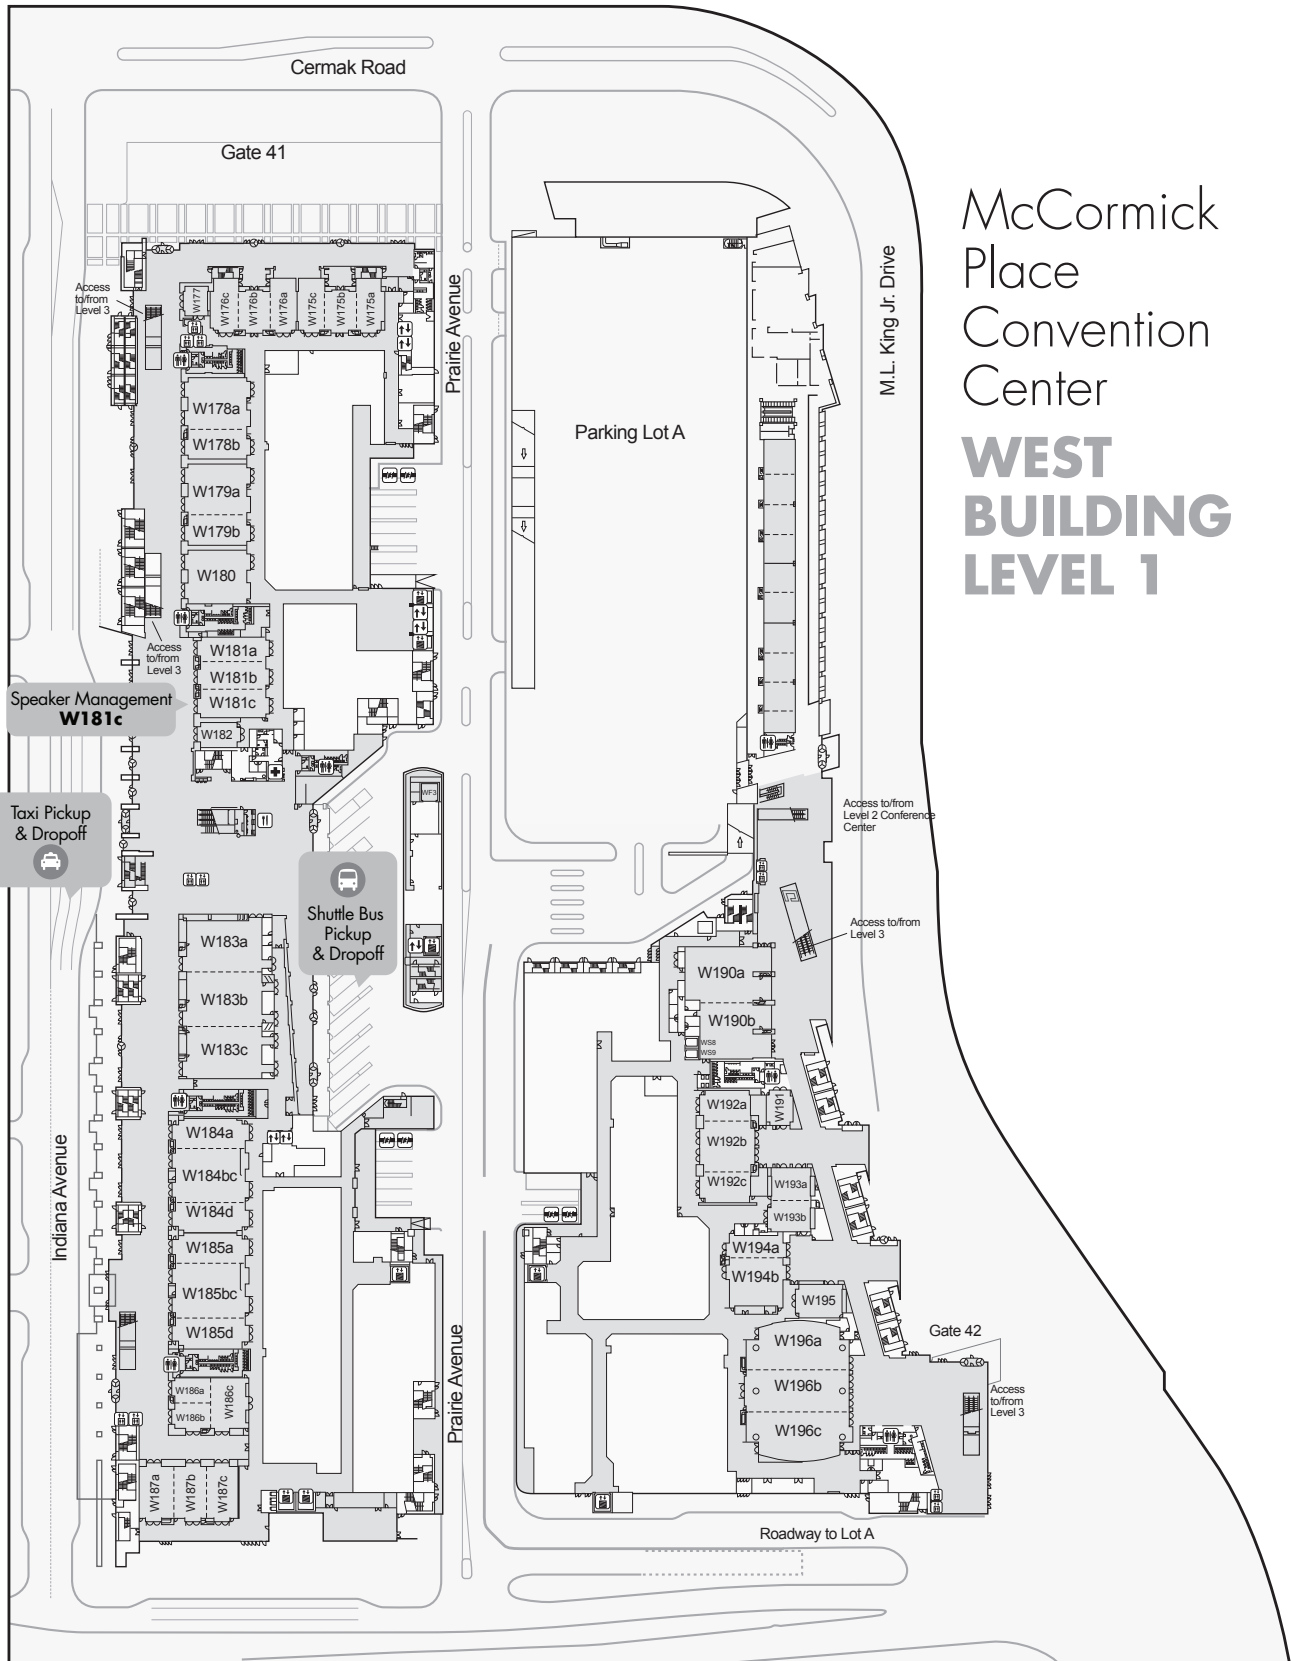 Cermak Road
Gate 41
McCormick
Place
Convention
Center
WEST
BUILDING
LEVEL 1
Prairie Avenue
M.L. King Jr. Drive
Access
to/from
Level 3
W177
W176c
W176b
W176a
W175c
W175b
W175a
W178a
W178b
Parking Lot A
W179a
W179b
W180
Access
to/from
Level 3
W181a
W181b
W181c
Speaker Management
W181c
W182
WF3
Taxi Pickup
& Dropoff
Access to/from
Level 2 Conference
Center
Shuttle Bus
Pickup
& Dropoff
Access to/from
Level 3
W183a
W183b
W183c
W190a
W190b
WS8
WS9
W191
W192a
W192b
W192c
W193a
W193b
W184a
W184bc
W184d
Indiana Avenue
W185a
W185bc
W185d
W194a
W194b
W195
W196a
W196b
W196c
Gate 42
Access
to/from
Level 3
Prairie Avenue
W186a
W186b
W186c
W187a
W187b
W187c
Roadway to Lot A